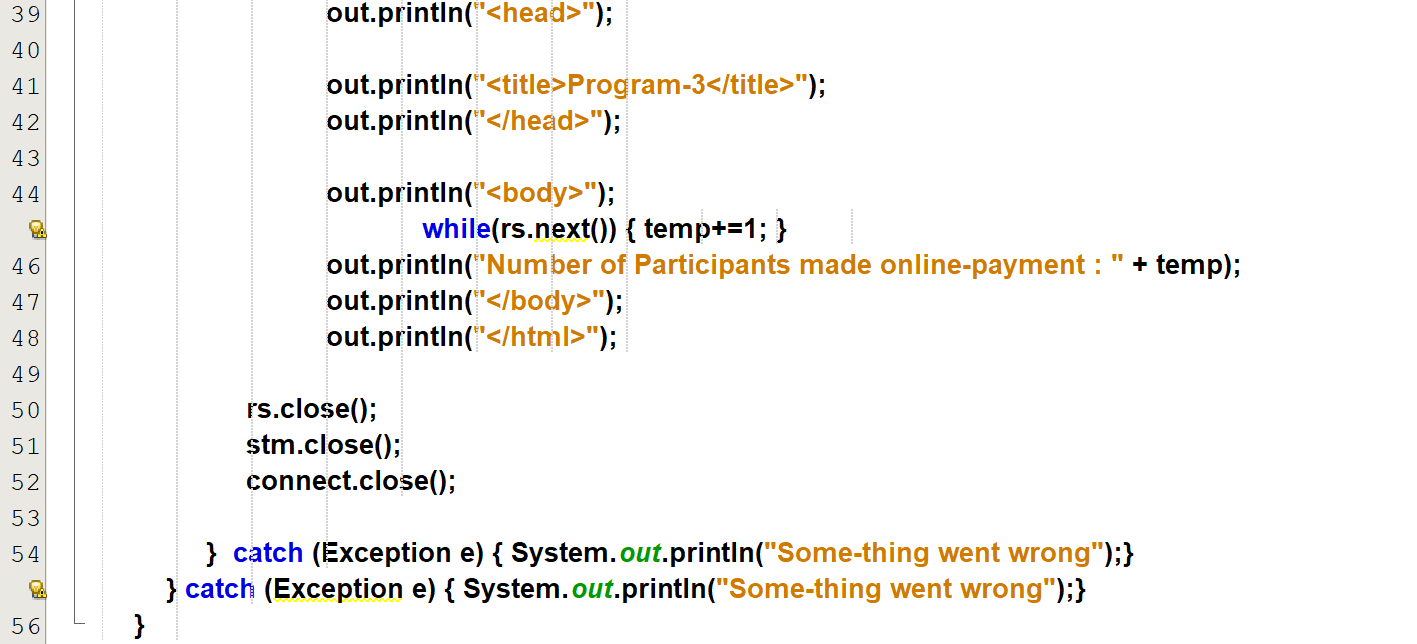 39 out.println("<head>");
40
41 out.println("<title>Program-3</title>");
42 out.println("</head>");
43
44 out.println("<body>");
while(rs.next()) { temp+=1; }
46 out.println("Number of Participants made online-payment : " + temp);
47 out.println("</body>");
48 out.println("</html>");
49
50 rs.close();
51 stm.close();
52 connect.close();
53
54 } catch (Exception e) { System.out.println("Some-thing went wrong");}
} catch (Exception e) { System.out.println("Some-thing went wrong");}
56 }